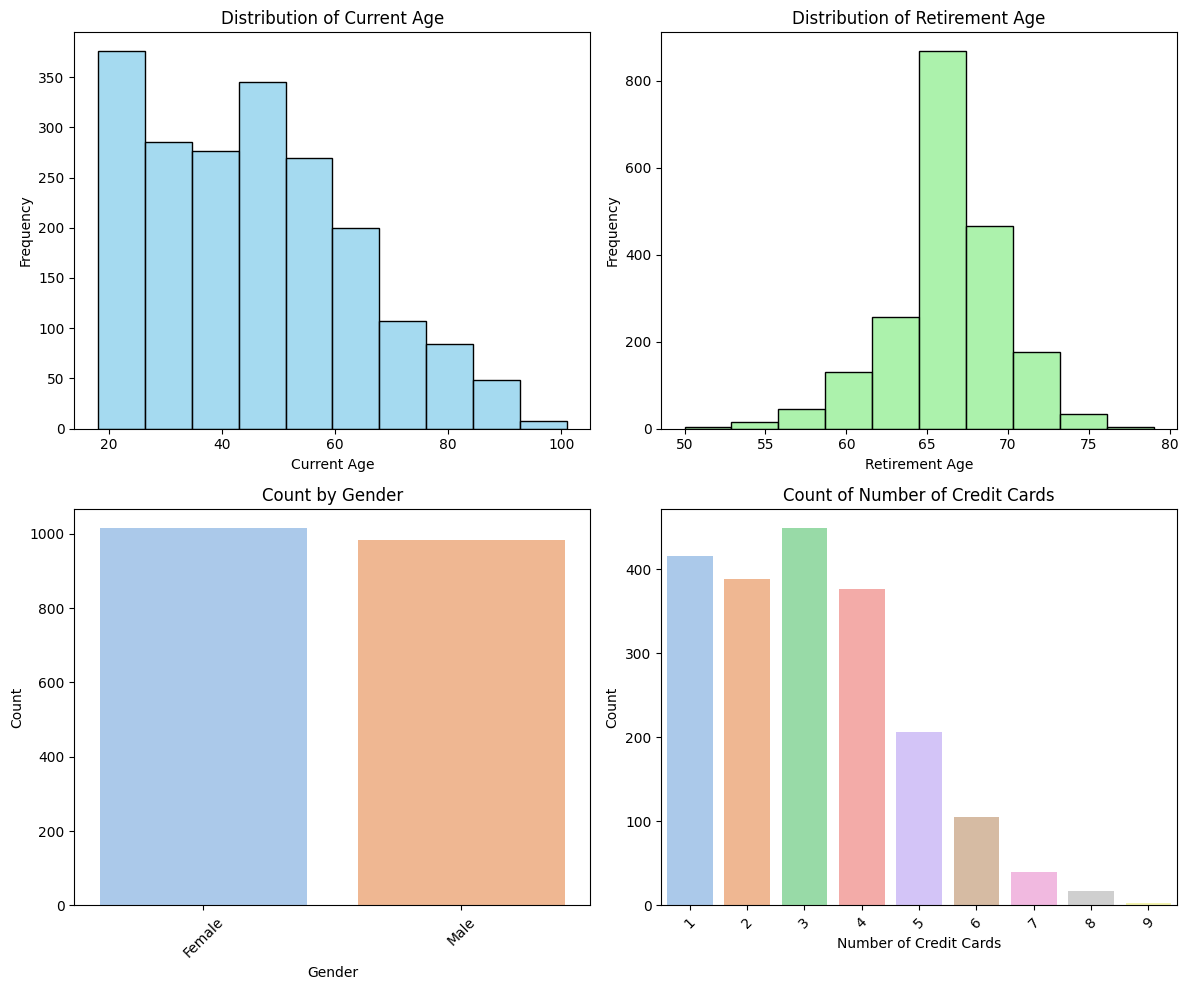 Distribution of Current Age
350
300
250
200
150
100
50
0
Frequency
20 40 60 80 100
Current Age
Distribution of Retirement Age
800
600
400
200
0
Frequency
50 55 60 65 70 75 80
Retirement Age
Count by Gender
1000
800
600
400
200
0
Count
Female Male
Gender
Count of Number of Credit Cards
400
300
200
100
0
Count
1 2 3 4 5 6 7 8 9
Number of Credit Cards